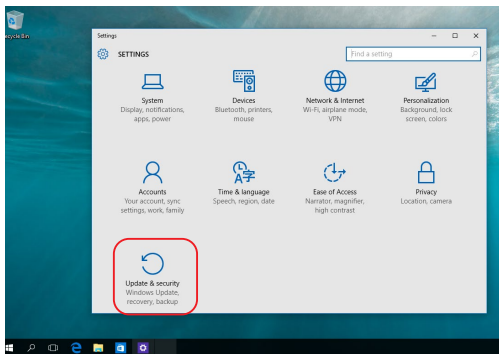 Recycle Bin
Settings
SETTINGS
Find a setting
System
Display, notifications,
apps, power
Devices
Bluetooth, printers,
mouse
Network & Internet
Wi-Fi, airplane mode,
VPN
Personalization
Background, lock
screen, colors
A字
Accounts
Your account, sync
settings, work, family
Time & language
Speech, region, date
Ease of Access
Narrator, magnifier,
high contrast
Privacy
Location, camera
Update & security
Windows Update,
recovery, backup